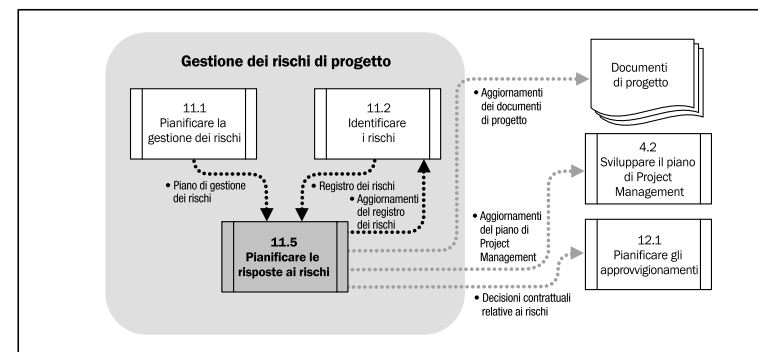 Gestione dei rischi di progetto
11.1
Pianificare la
gestione dei rischi
11.2
Identificare
i rischi
• Piano di gestione
dei rischi
• Registro dei rischi
• Aggiornamenti
del registro
dei rischi
11.5
Pianificare le
risposte ai rischi
• Aggiornamenti
dei documenti
di progetto
• Aggiornamenti
del piano di
Project
Management
• Decisioni contrattuali
relative ai rischi
Documenti
di progetto
4.2
Sviluppare il piano
di Project
Management
12.1
Pianificare gli
approvvigionamenti